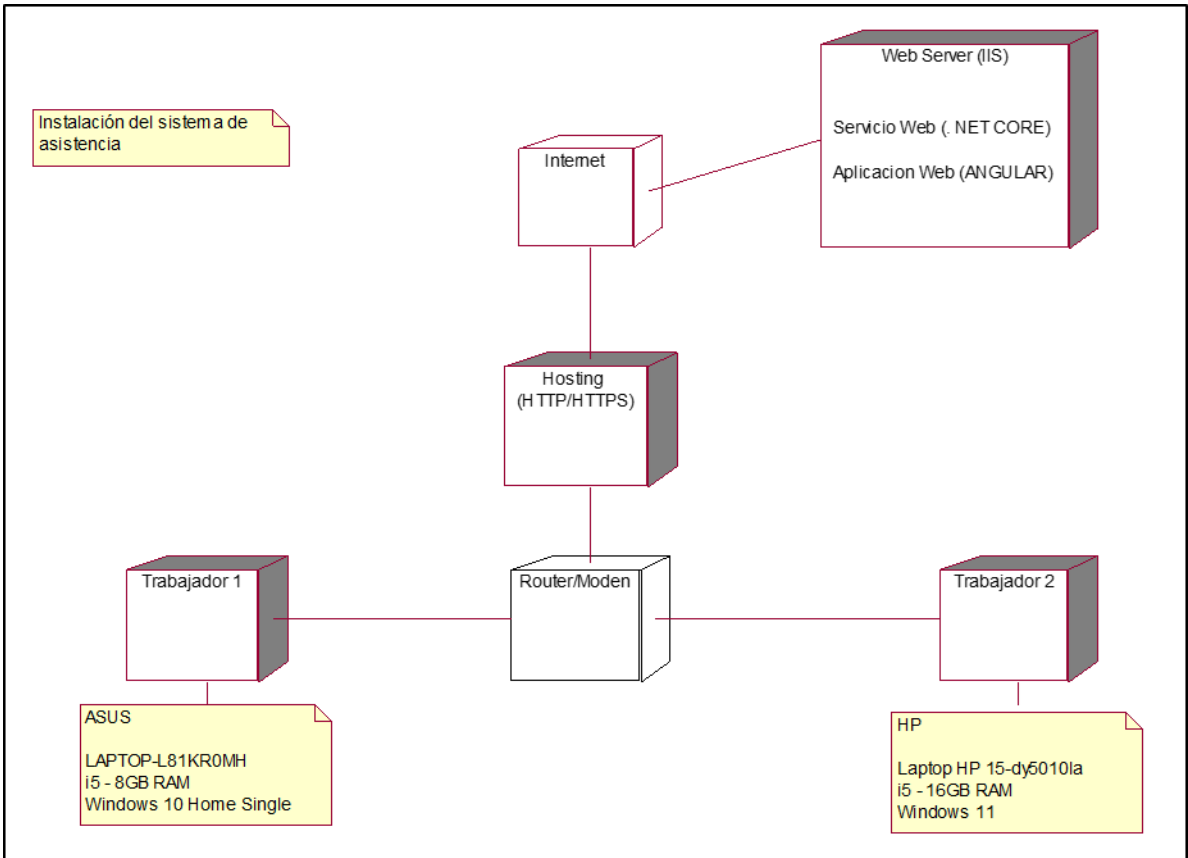 Web Server (IIS)
Servicio Web (. NET CORE)
Aplicacion Web (ANGULAR)
Instalación del sistema de
asistencia
Internet
Hosting
(HTTP/HTTPS)
Trabajador 1
Router/Moden
Trabajador 2
ASUS
LAPTOP-L81KR0MH
i5 - 8GB RAM
Windows 10 Home Single
HP
Laptop HP 15-dy5010la
i5 - 16GB RAM
Windows 11